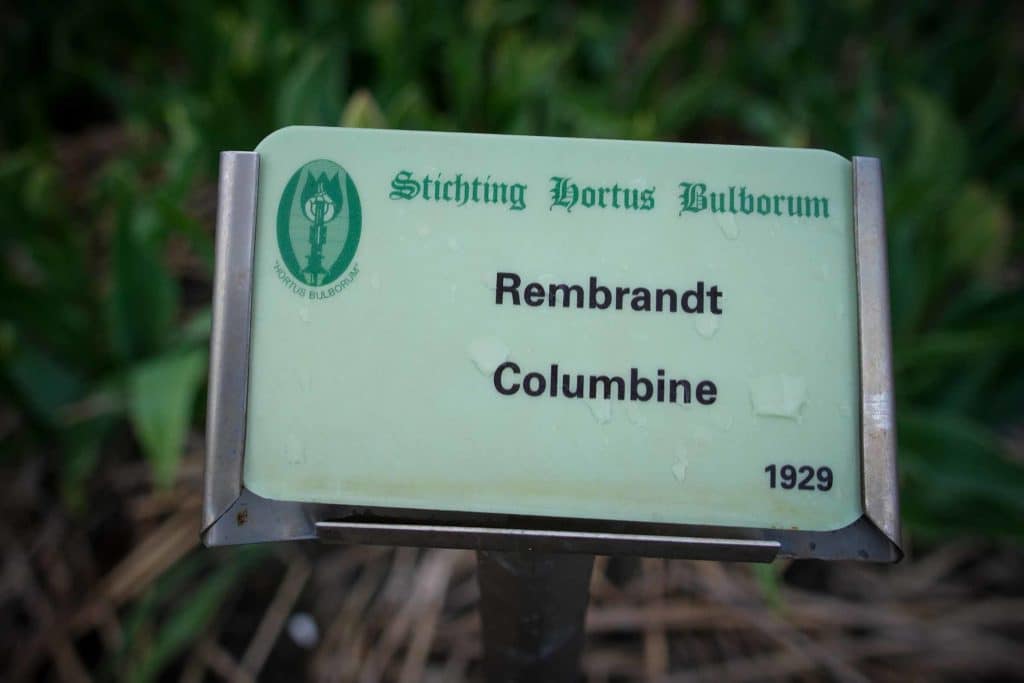 Stichting Hortus Bulborum
"HORTUS BULBORUM"
Rembrandt
Columbine
1929